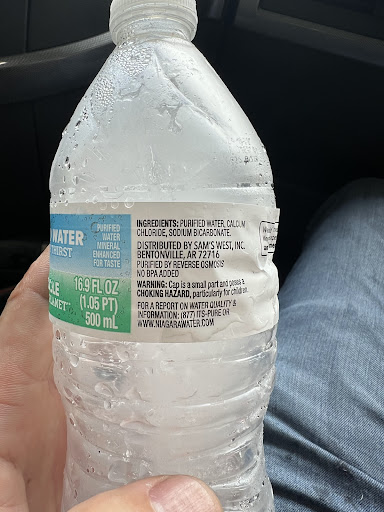 WATER
PURIFIED
WATER
MINERAL
ENHANCED
FOR TASTE
16.9 FL OZ
(1.05 PT)
500 mL
INGREDIENTS: PURIFIED WATER, CALCIUM
CHLORIDE, SODIUM BICARBONATE.
DISTRIBUTED BY SAM'S WEST, INC.
BENTONVILLE, AR 72716
PURIFIED BY REVERSE OSMOSIS
NO BPA ADDED
WARNING: Cap is a small part and poses a
CHOKING HAZARD, particularly for children.
FOR A REPORT ON WATER QUALITY &
INFORMATION: (877) ITS-PURE OR
WWW.NIAGARAWATER.COM